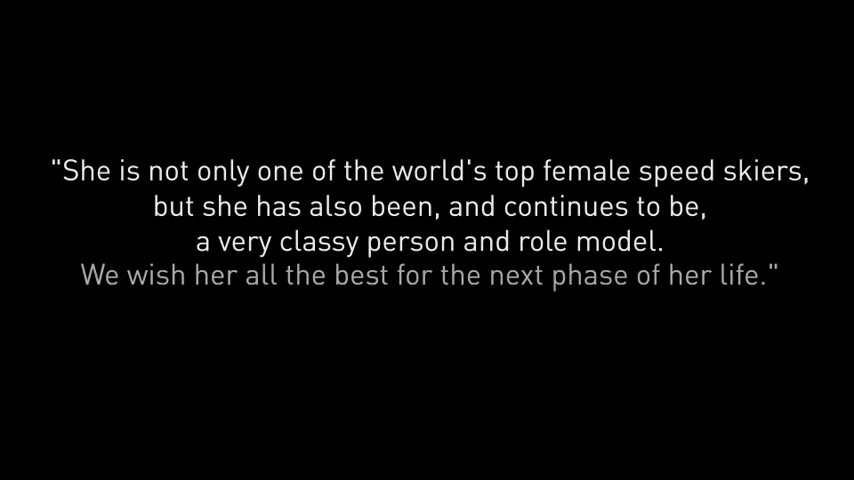 "She is not only one of the world's top female speed skiers,
but she has also been, and continues to be,
a very classy person and role model.
We wish her all the best for the next phase of her life."